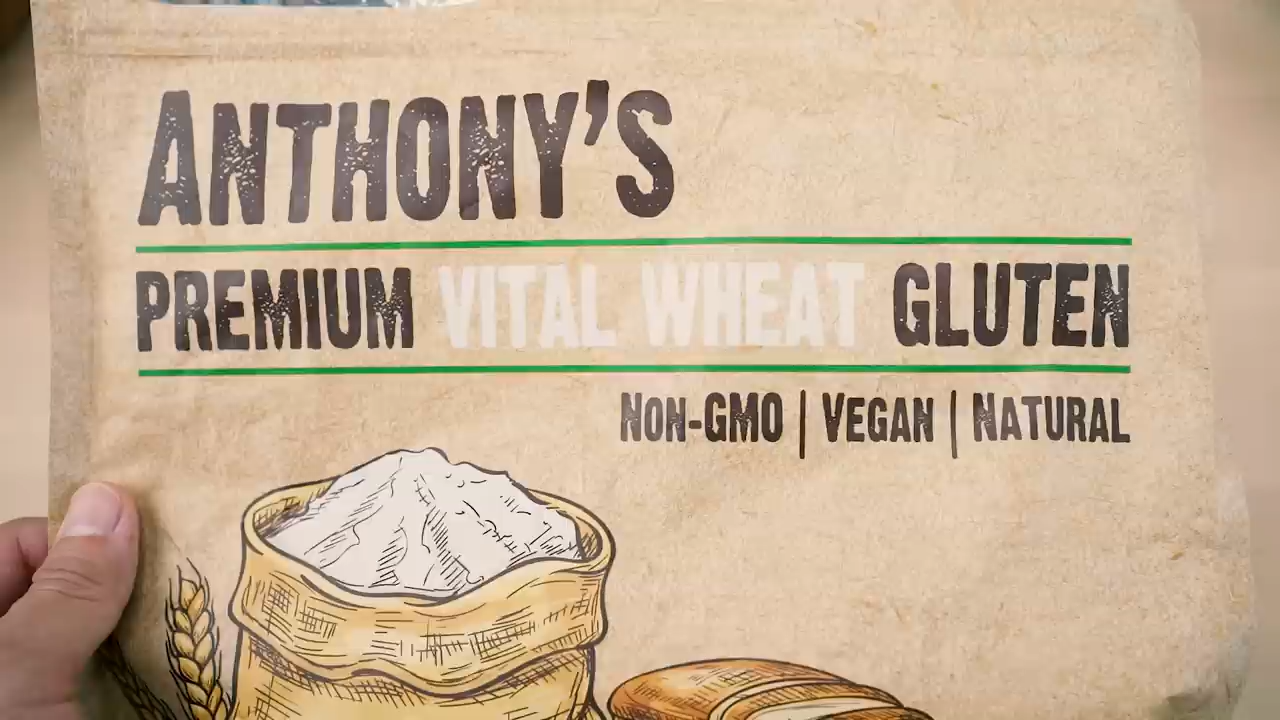 ANTHONY'S
PREMIUM VITAL WHEAT GLUTEN
NON-GMO | VEGAN | NATURAL